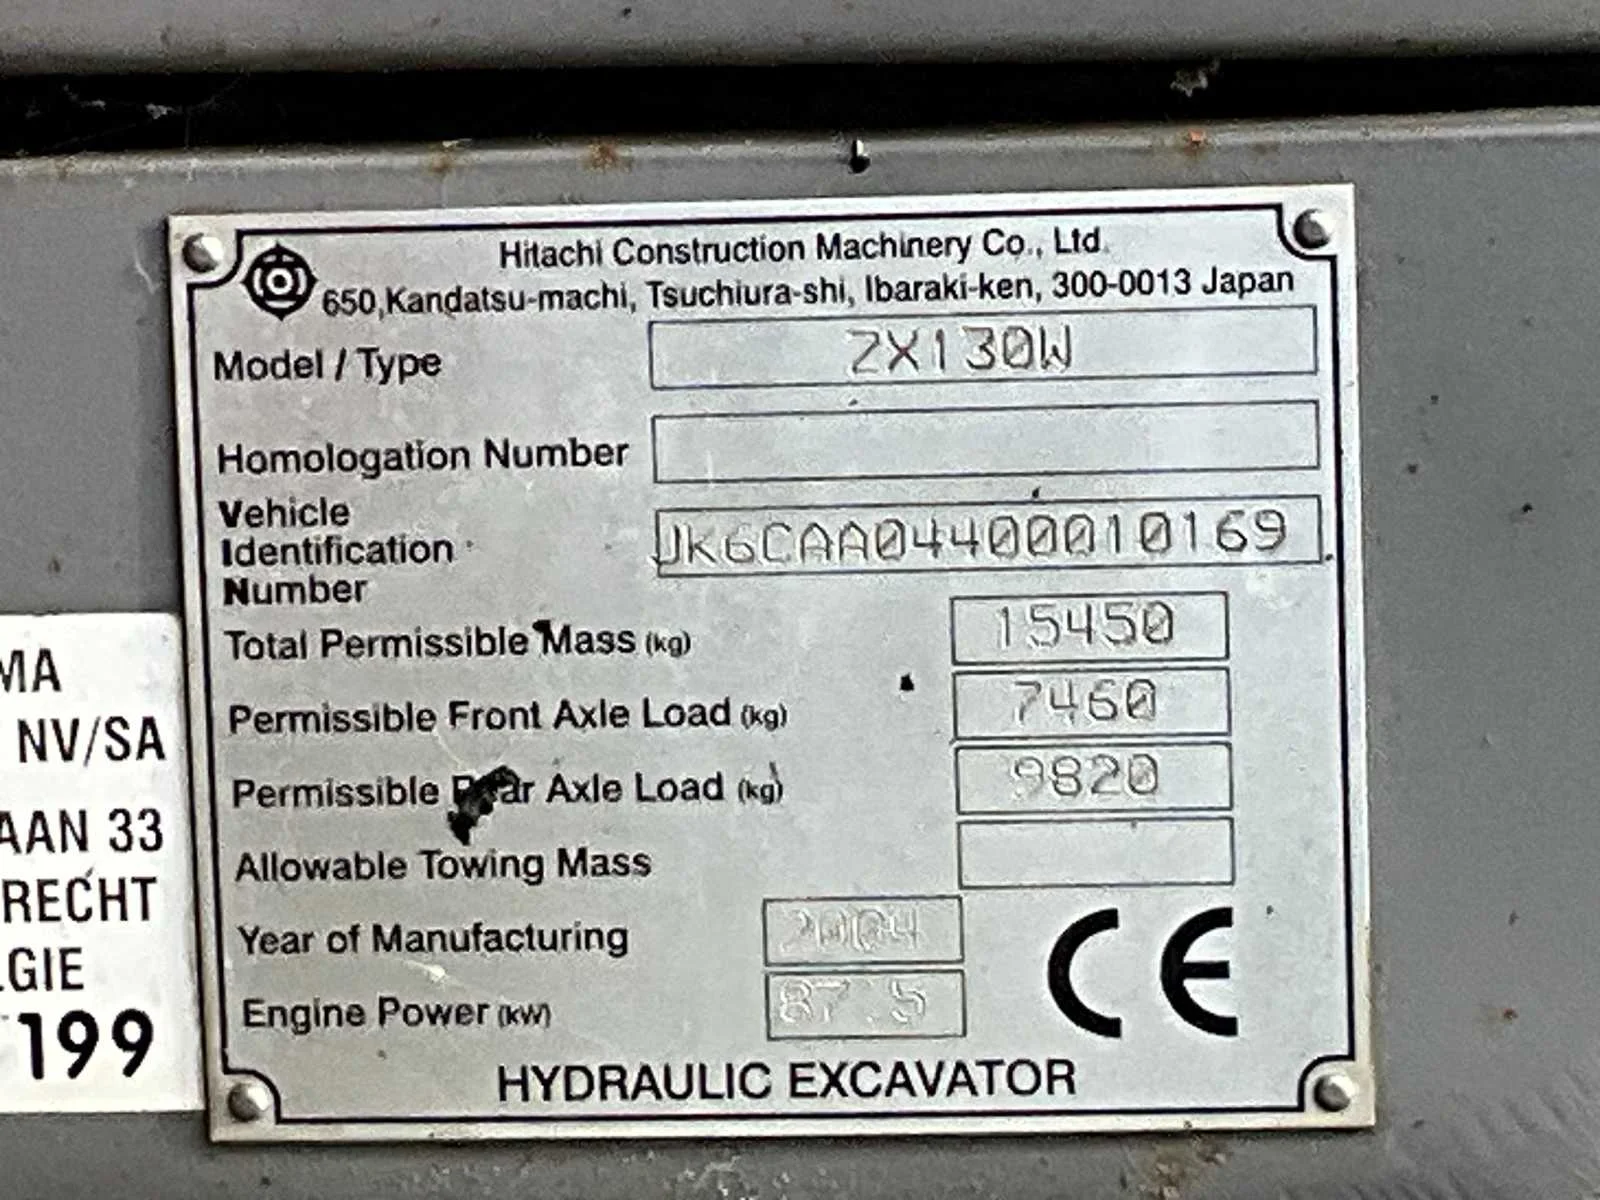 Hitachi Construction Machinery Co., Ltd.
650,Kandatsu-machi, Tsuchiura-shi, Ibaraki-ken, 300-0013 Japan
Model / Type ZX130W
Homologation Number
Vehicle
Identification
Number
JK6CAA04400010169
Total Permissible Mass (kg) 15450
Permissible Front Axle Load (kg) 7460
Permissible Rear Axle Load (kg) 9820
Allowable Towing Mass
Year of Manufacturing 2004
Engine Power (kW) 87.5
CE
HYDRAULIC EXCAVATOR
MA
NV/SA
AAN 33
RECHT
GIE
199